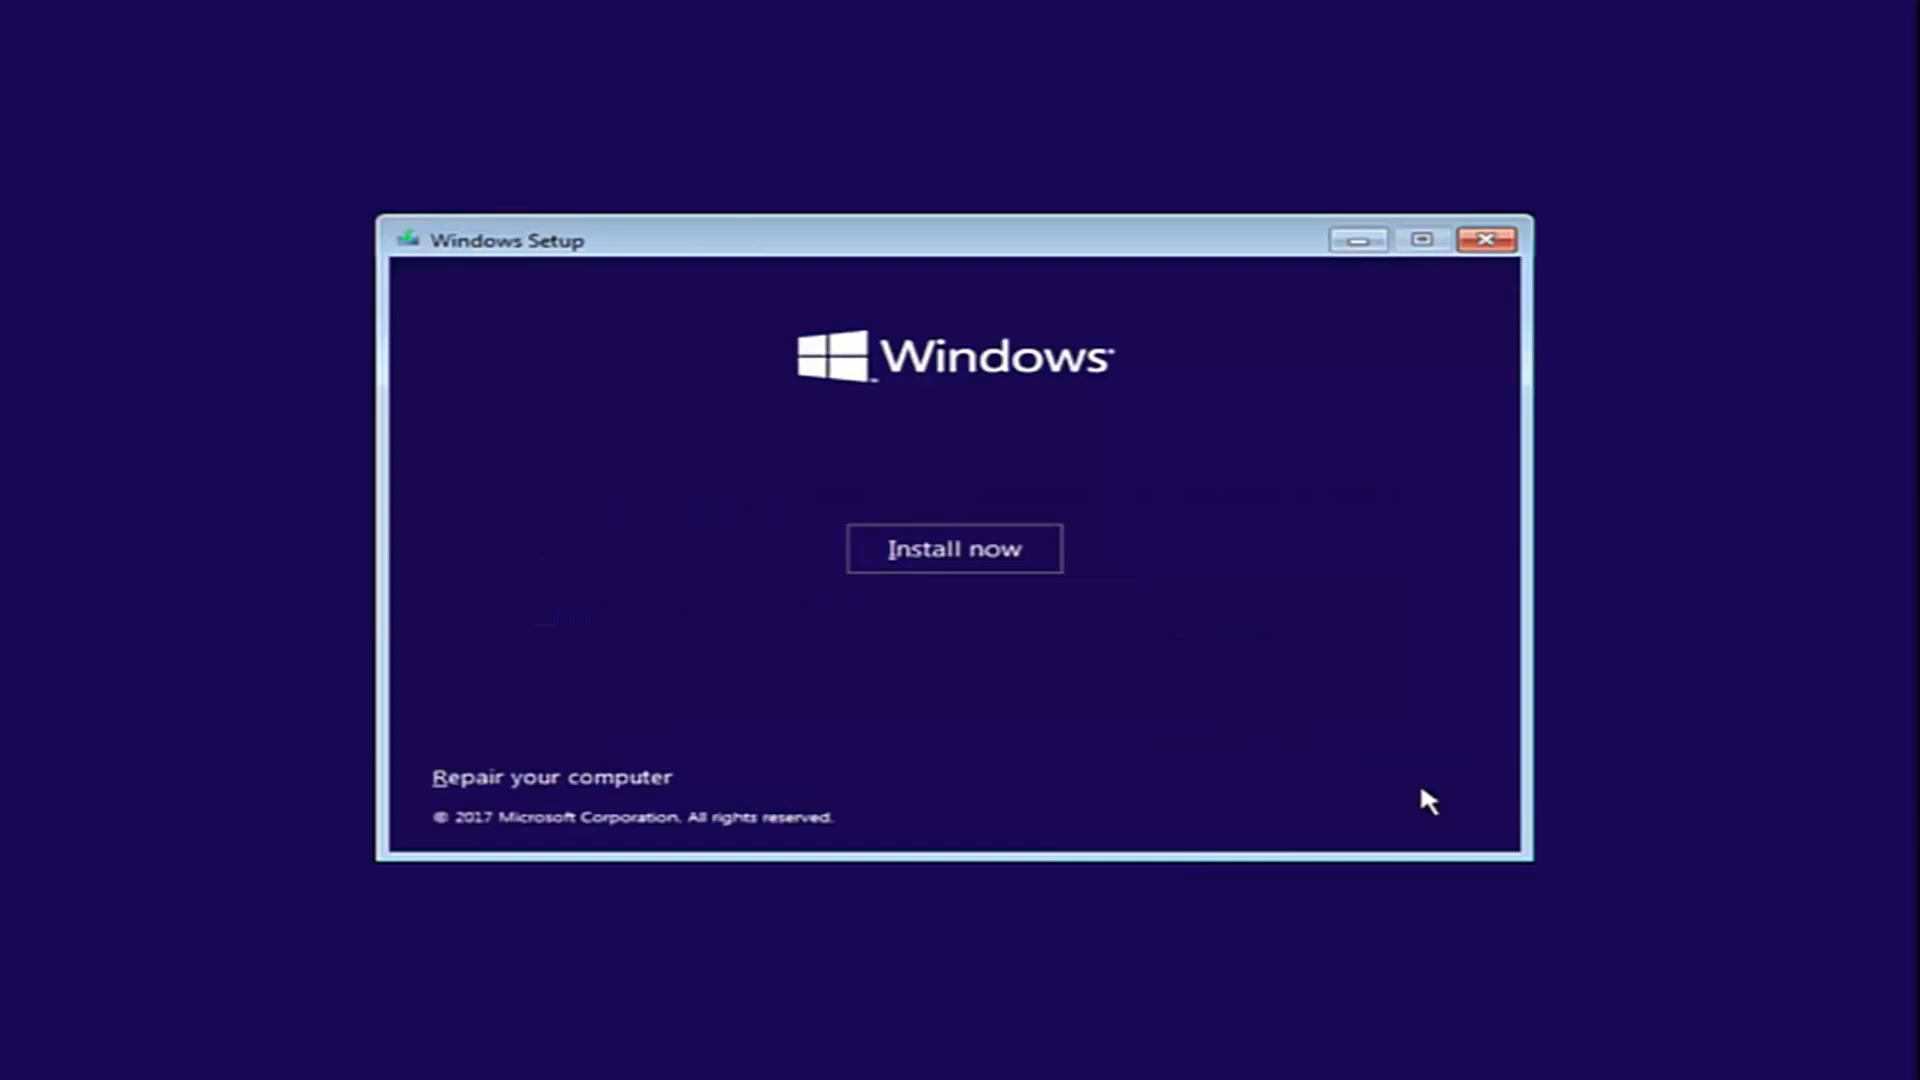 Windows Setup
Windows
Install now
Repair your computer
© 2017 Microsoft Corporation. All rights reserved.